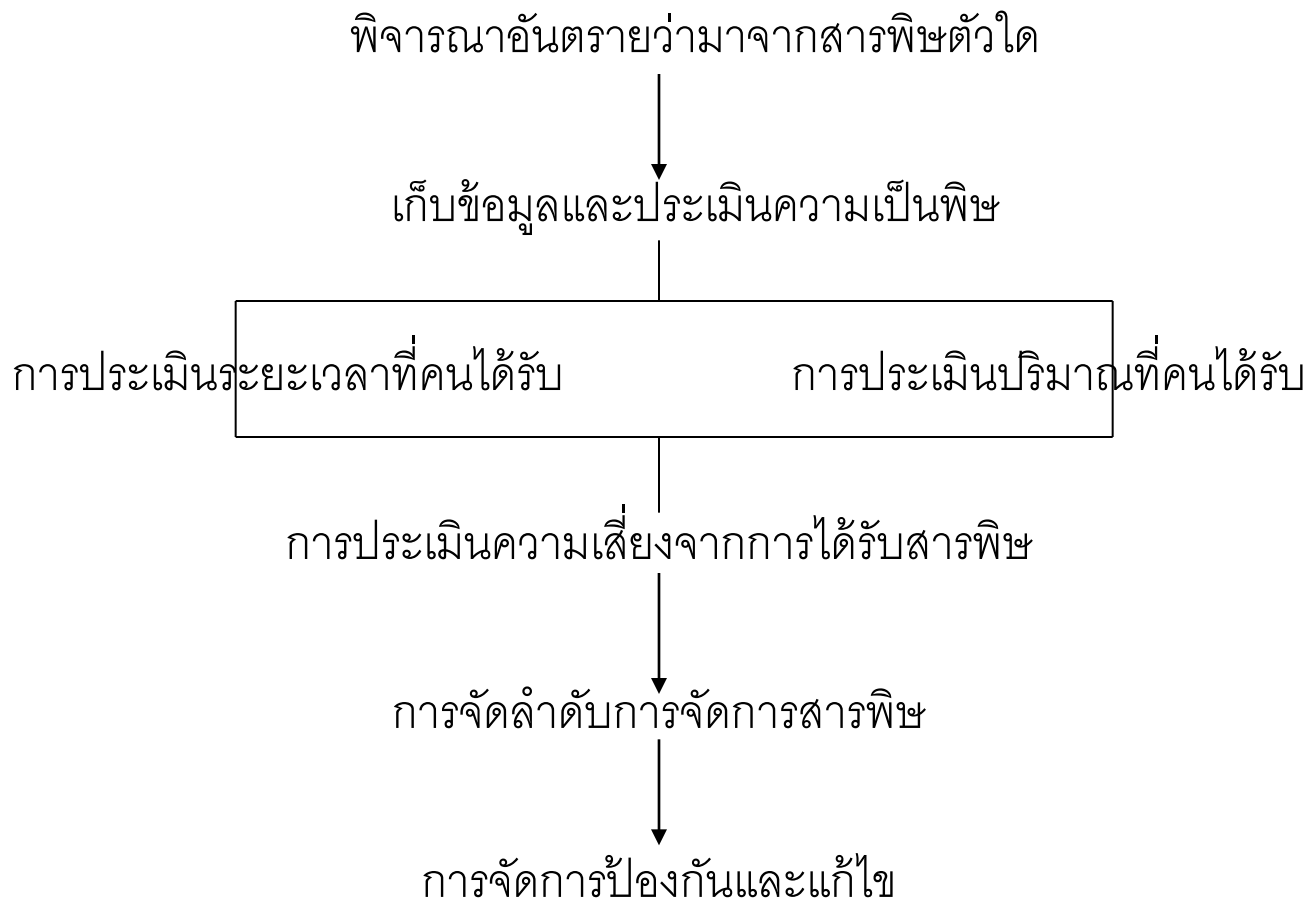 พิจารณาอันตรายว่ามาจากสารพิษตัวใด
เก็บข้อมูลและประเมินความเป็นพิษ
การประเมินระยะเวลาที่คนได้รับ
การประเมินปริมาณที่คนได้รับ
การประเมินความเสี่ยงจากการได้รับสารพิษ
การจัดลำดับการจัดการสารพิษ
การจัดการป้องกันและแก้ไข